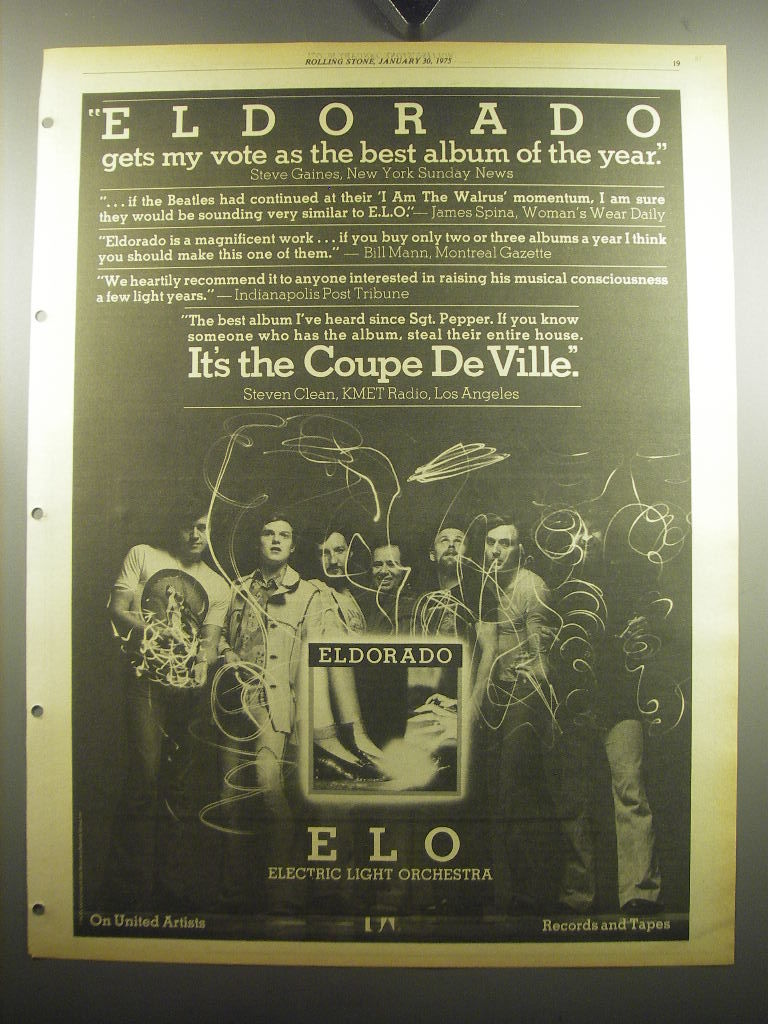 ROLLING STONE, JANUARY 30, 1975
19
"ELDORADO
gets my vote as the best album of the year."
Steve Gaines, New York Sunday News
"...if the Beatles had continued at their 'I Am The Walrus' momentum, I am sure
they would be sounding very similar to E.L.O."— James Spina, Woman's Wear Daily
"Eldorado is a magnificent work...if you buy only two or three albums a year I think
you should make this one of them." — Bill Mann, Montreal Gazette
"We heartily recommend it to anyone interested in raising his musical consciousness
a few light years." — Indianapolis Post Tribune
"The best album I've heard since Sgt. Pepper. If you know
someone who has the album, steal their entire house.
It's the Coupe De Ville."
Steven Clean, KMET Radio, Los Angeles
ELDORADO
ELO
ELECTRIC LIGHT ORCHESTRA
On United Artists
UA
Records and Tapes